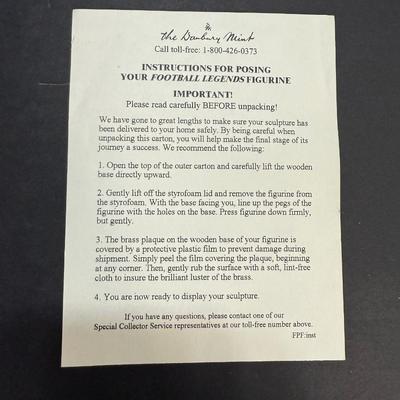 the Danbury Mint
Call toll-free: 1-800-426-0373
INSTRUCTIONS FOR POSING
YOUR FOOTBALL LEGENDS FIGURINE
IMPORTANT!
Please read carefully BEFORE unpacking!
We have gone to great lengths to make sure your sculpture has
been delivered to your home safely. By being careful when
unpacking this carton, you will help make the final stage of its
journey a success. We recommend the following:
1. Open the top of the outer carton and carefully lift the wooden
base directly upward.
2. Gently lift off the styrofoam lid and remove the figurine from
the styrofoam. With the base facing you, line up the pegs of the
figurine with the holes on the base. Press figurine down firmly,
but gently.
3. The brass plaque on the wooden base of your figurine is
covered by a protective plastic film to prevent damage during
shipment. Simply peel the film covering the plaque, beginning
at any corner. Then, gently rub the surface with a soft, lint-free
cloth to insure the brilliant luster of the brass.
4. You are now ready to display your sculpture.
If you have any questions, please contact one of our
Special Collector Service representatives at our toll-free number above.
FPF:inst